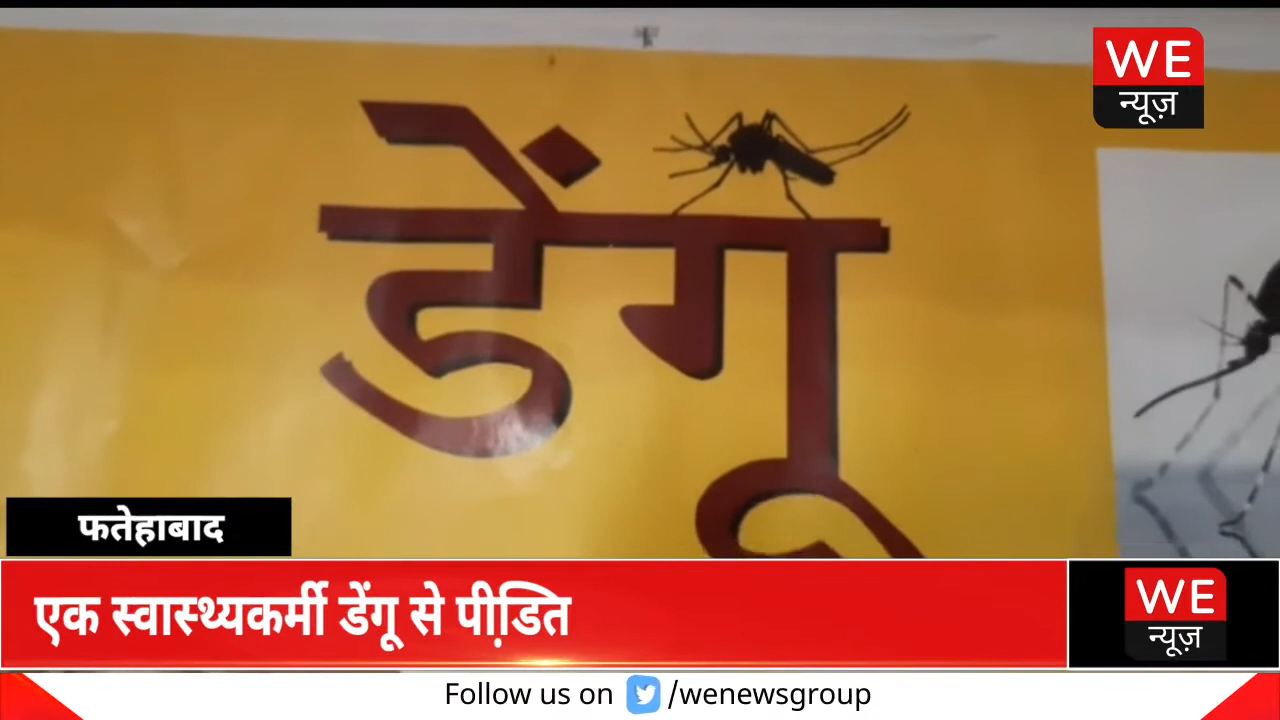 WE
न्यूज़
डेंगू
फतेहाबाद
एक स्वास्थ्यकर्मी डेंगू से पीड़ित
WE
न्यूज़
Follow us on /wenewsgroup